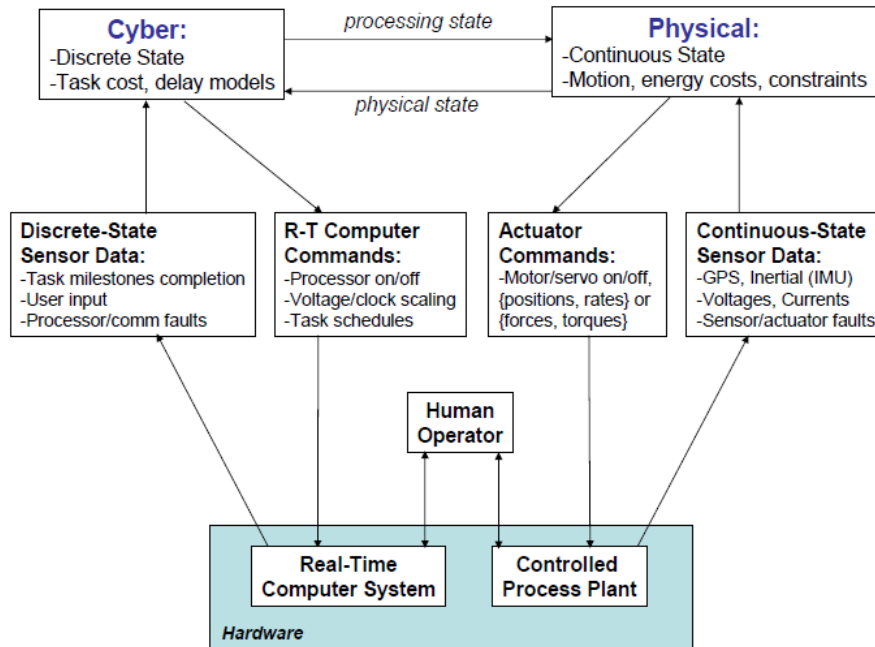 Cyber:
-Discrete State
-Task cost, delay models
processing state
physical state
Physical:
-Continuous State
-Motion, energy costs, constraints
Discrete-State
Sensor Data:
-Task milestones completion
-User input
-Processor/comm faults
R-T Computer
Commands:
-Processor on/off
-Voltage/clock scaling
-Task schedules
Actuator
Commands:
-Motor/servo on/off,
{positions, rates} or
{forces, torques}
Continuous-State
Sensor Data:
-GPS, Inertial (IMU)
-Voltages, Currents
-Sensor/actuator faults
Human
Operator
Real-Time
Computer System
Controlled
Process Plant
Hardware